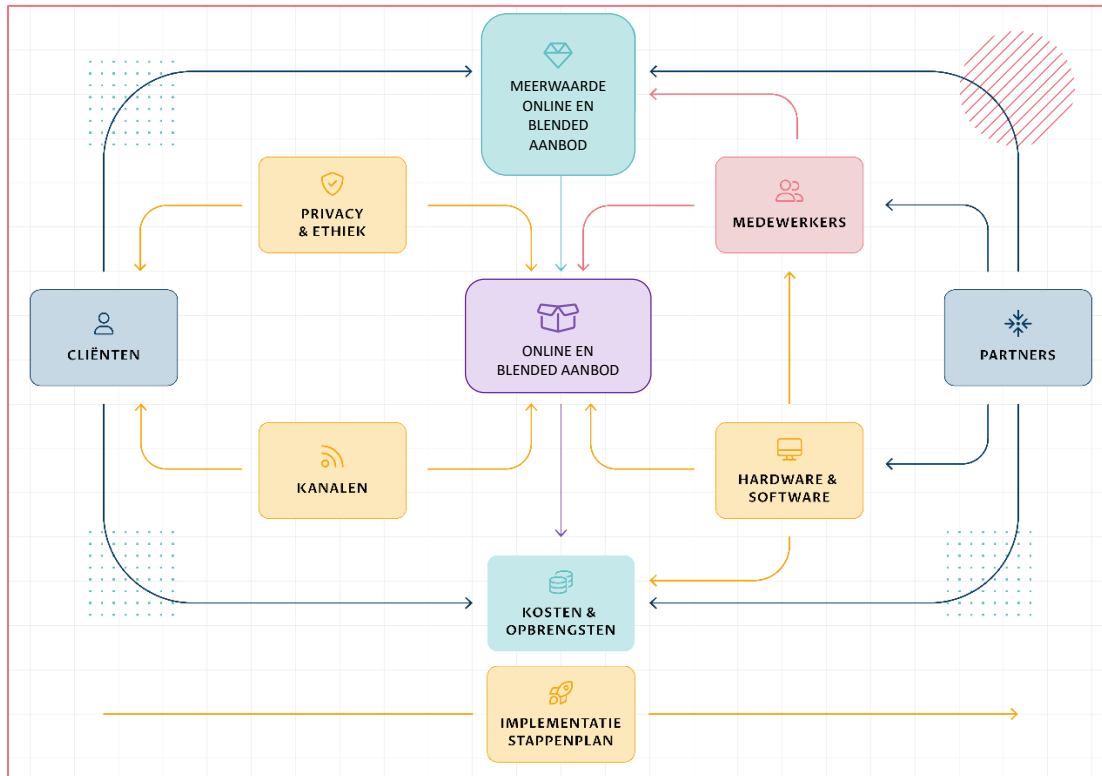 MEERWAARDE
ONLINE EN
BLENDED
AANBOD
PRIVACY
& ETHIEK
MEDEWERKERS
CLIËNTEN
ONLINE EN
BLENDED AANBOD
PARTNERS
KANALEN
HARDWARE &
SOFTWARE
KOSTEN &
OPBRENGSTEN
IMPLEMENTATIE
STAPPENPLAN